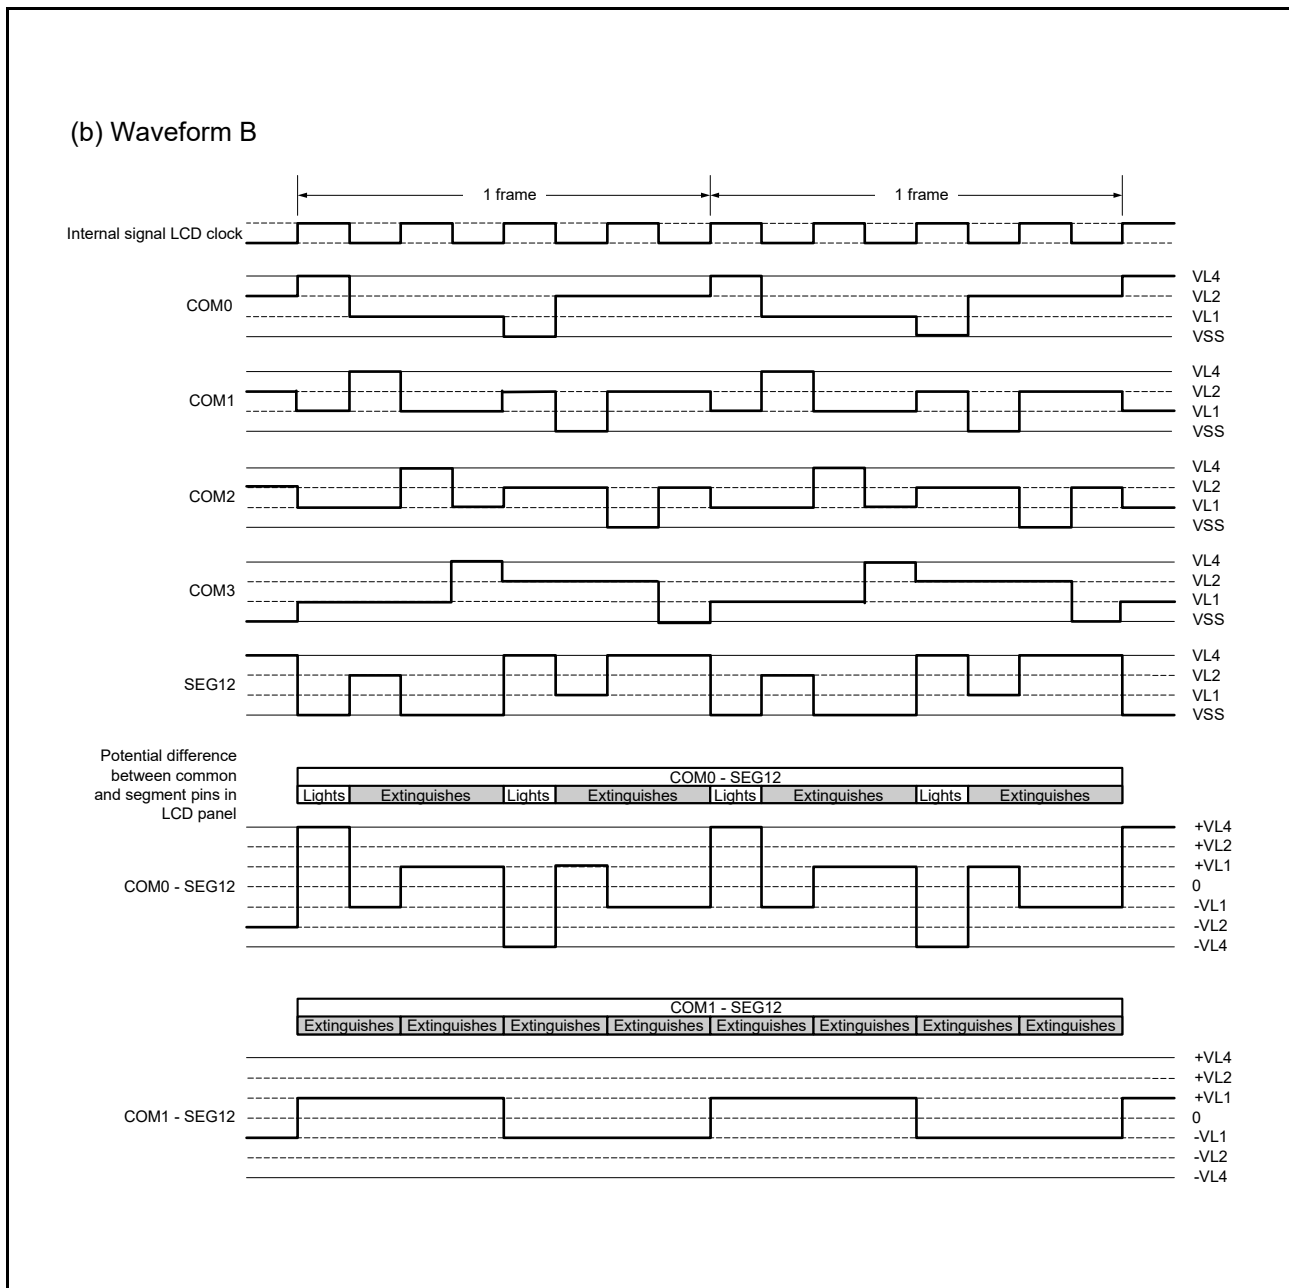 (b) Waveform B
1 frame
1 frame
Internal signal LCD clock
COM0
VL4
VL2
VL1
VSS
COM1
VL4
VL2
VL1
VSS
COM2
VL4
VL2
VL1
VSS
COM3
VL4
VL2
VL1
VSS
SEG12
VL4
VL2
VL1
VSS
Potential difference
between common
and segment pins in
LCD panel
COM0 - SEG12
Lights Extinguishes Lights Extinguishes Lights Extinguishes Lights Extinguishes
COM0 - SEG12
+VL4
+VL2
+VL1
0
-VL1
-VL2
-VL4
COM1 - SEG12
Extinguishes Extinguishes Extinguishes Extinguishes Extinguishes Extinguishes Extinguishes Extinguishes
COM1 - SEG12
+VL4
+VL2
+VL1
0
-VL1
-VL2
-VL4